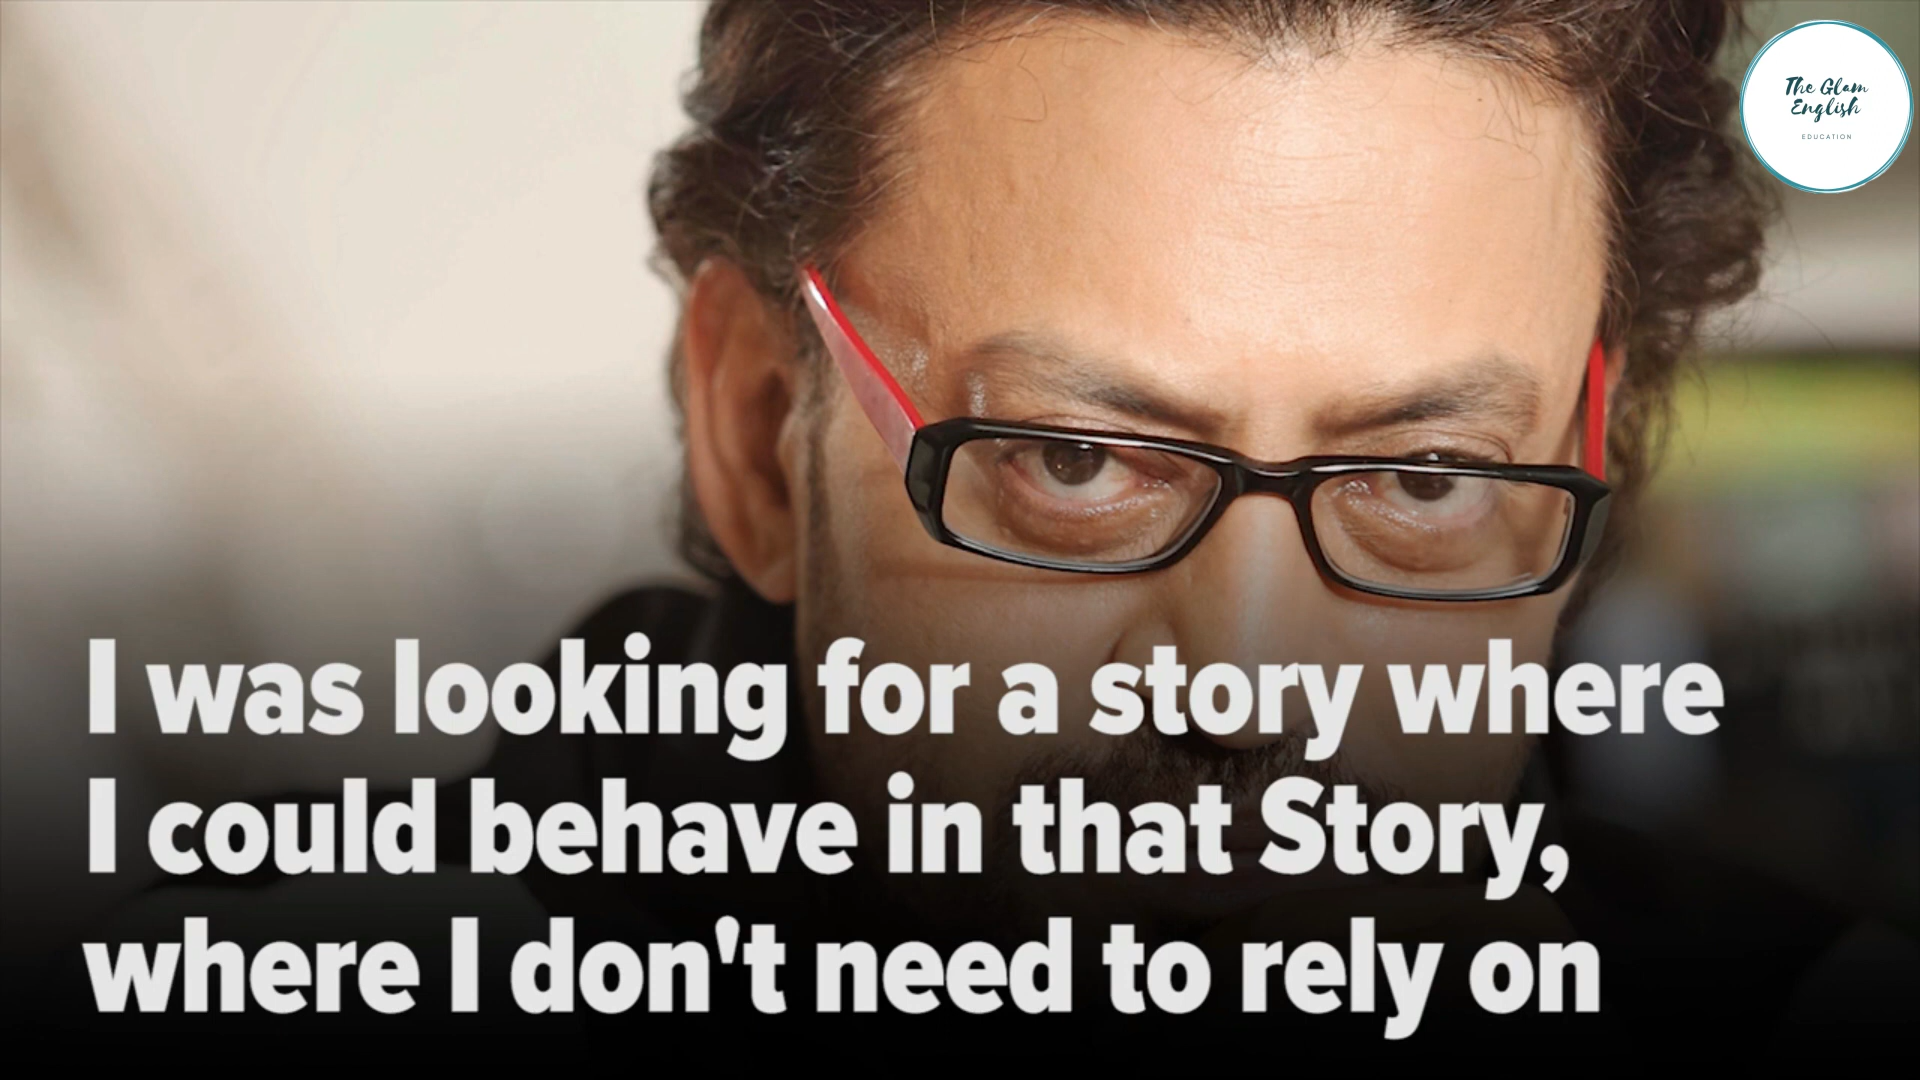 The Glam
English
EDUCATION
I was looking for a story where
I could behave in that Story,
where I don't need to rely on